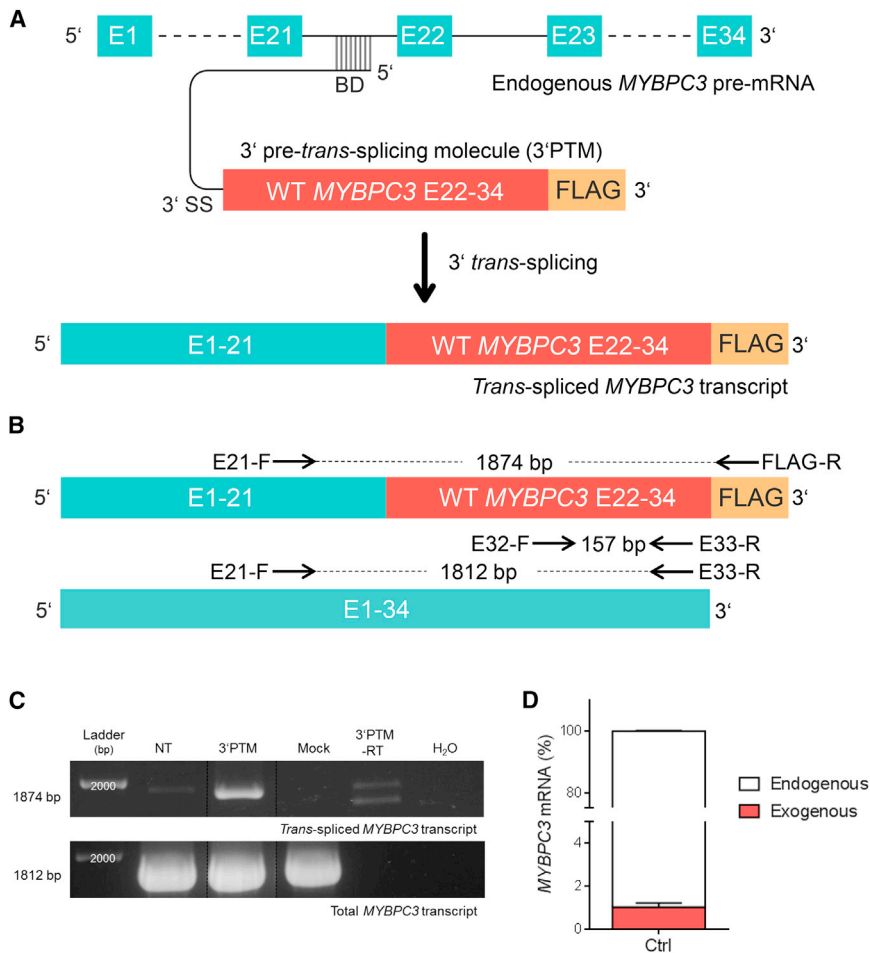 A
5‘ E1 E21 E22 E23 E34 3‘
BD 5‘
Endogenous MYBPC3 pre-mRNA
3‘ pre-trans-splicing molecule (3‘PTM)
WT MYBPC3 E22-34 FLAG 3‘
3‘ SS
3‘ trans-splicing
5‘ E1-21 WT MYBPC3 E22-34 FLAG 3‘
Trans-spliced MYBPC3 transcript
B
E21-F 1874 bp FLAG-R
5‘ E1-21 WT MYBPC3 E22-34 FLAG 3‘
E32-F 157 bp E33-R
E21-F 1812 bp E33-R
5‘ E1-34 3‘
C
Ladder (bp) NT 3‘PTM Mock 3‘PTM -RT H₂O
2000
1874 bp
Trans-spliced MYBPC3 transcript
2000
1812 bp
Total MYBPC3 transcript
D
MYBPC3 mRNA (%)
100
80
4
2
0
Ctrl
Endogenous
Exogenous